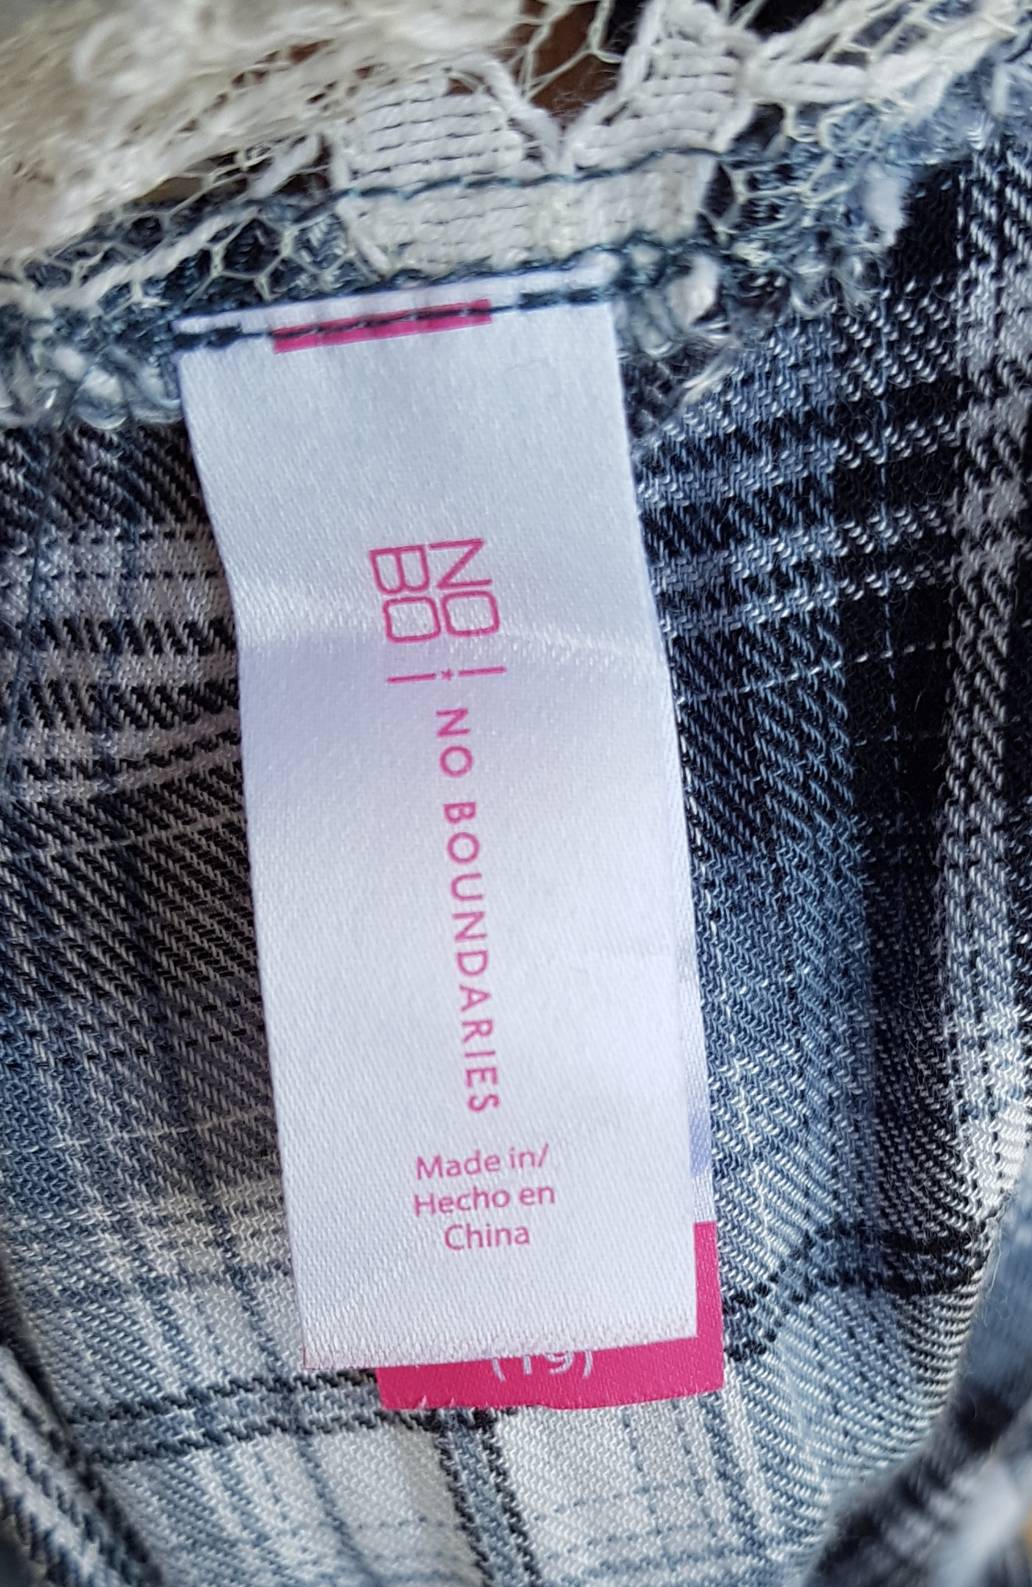 NO
BO
NO BOUNDARIES
Made in/
Hecho en
China
(19)